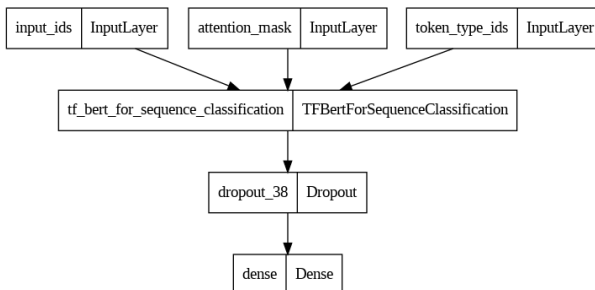 input_ids InputLayer attention_mask InputLayer token_type_ids InputLayer
tf_bert_for_sequence_classification TFBertForSequenceClassification
dropout_38 Dropout
dense Dense